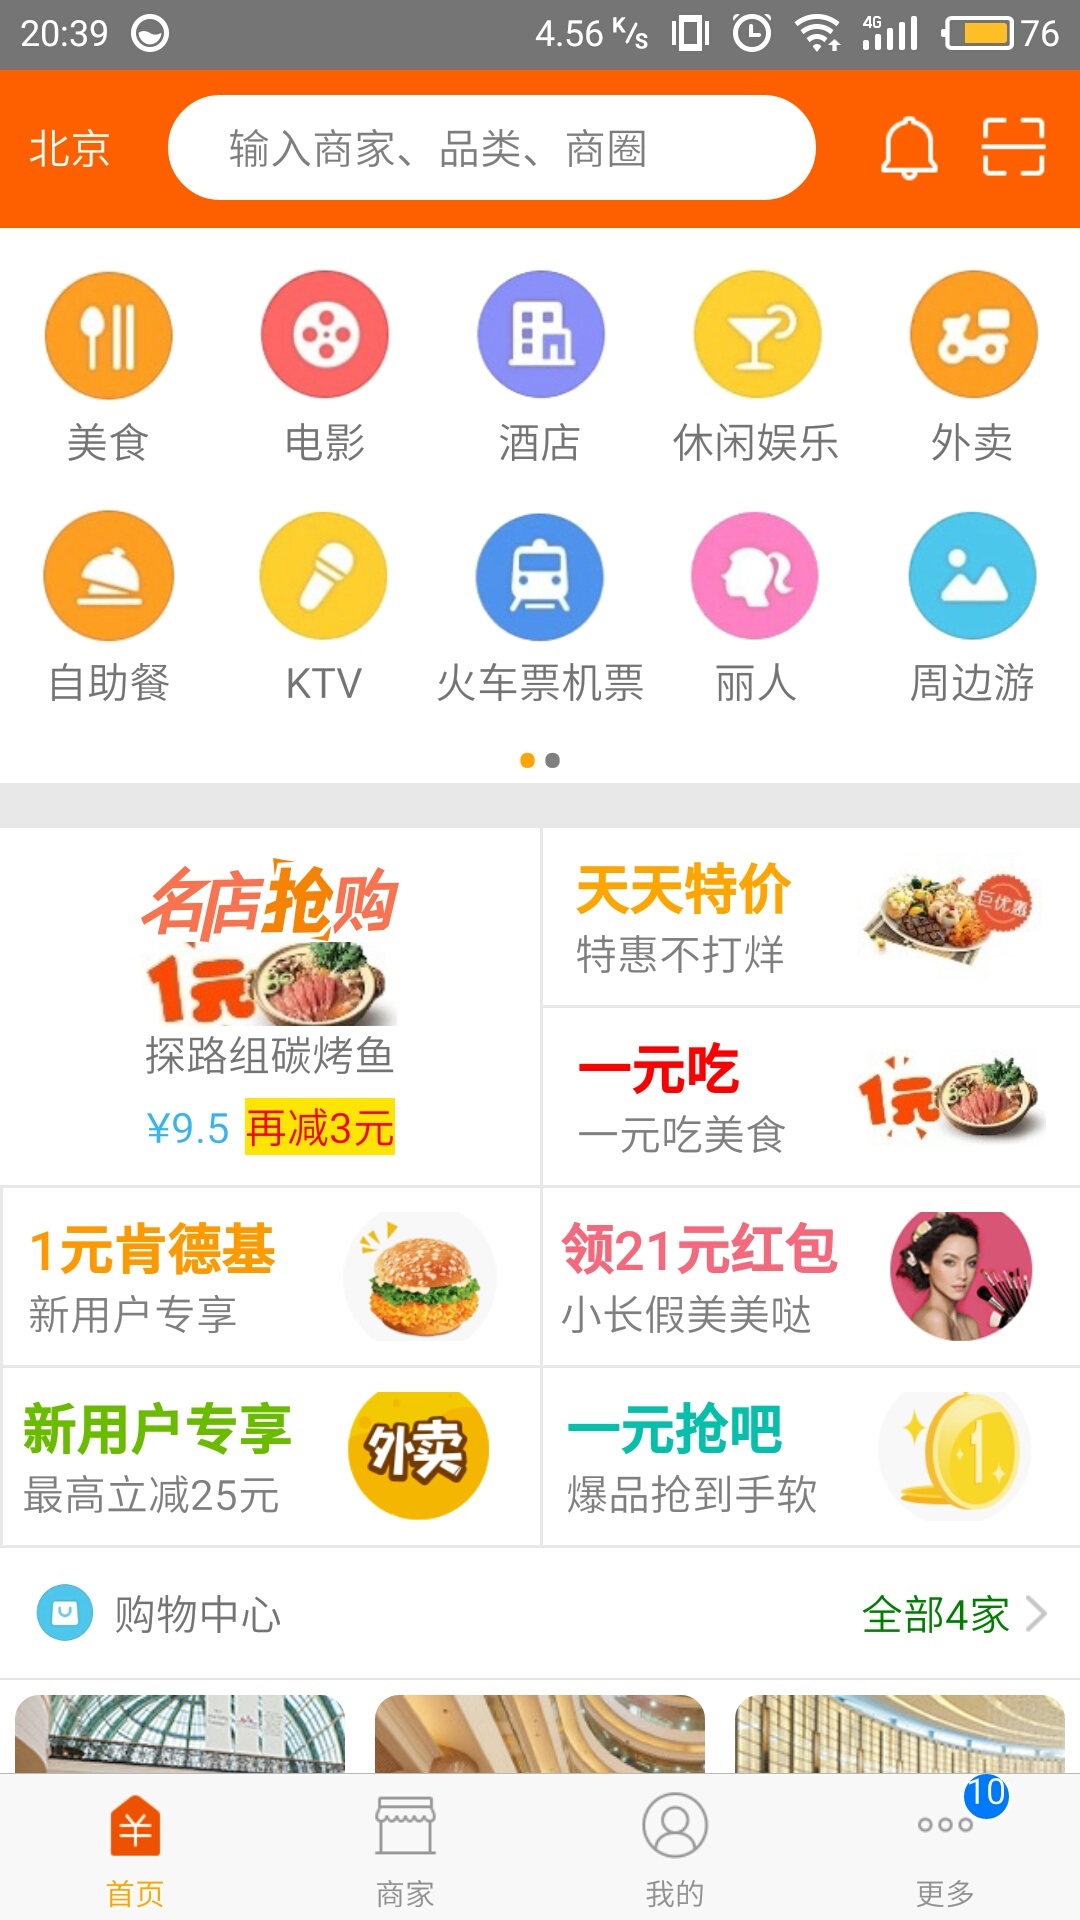 20:39 4.56 K/s 4G 76
北京 输入商家、品类、商圈
美食 电影 酒店 休闲娱乐 外卖
自助餐 KTV 火车票机票 丽人 周边游
名店抢购
1元
探路组碳烤鱼
¥9.5 再减3元
天天特价
特惠不打烊
巨优惠
一元吃
一元吃美食
1元
1元肯德基
新用户专享
领21元红包
小长假美美哒
新用户专享
最高立减25元
外卖
一元抢吧
爆品抢到手软
1
购物中心 全部4家
10
首页 商家 我的 更多